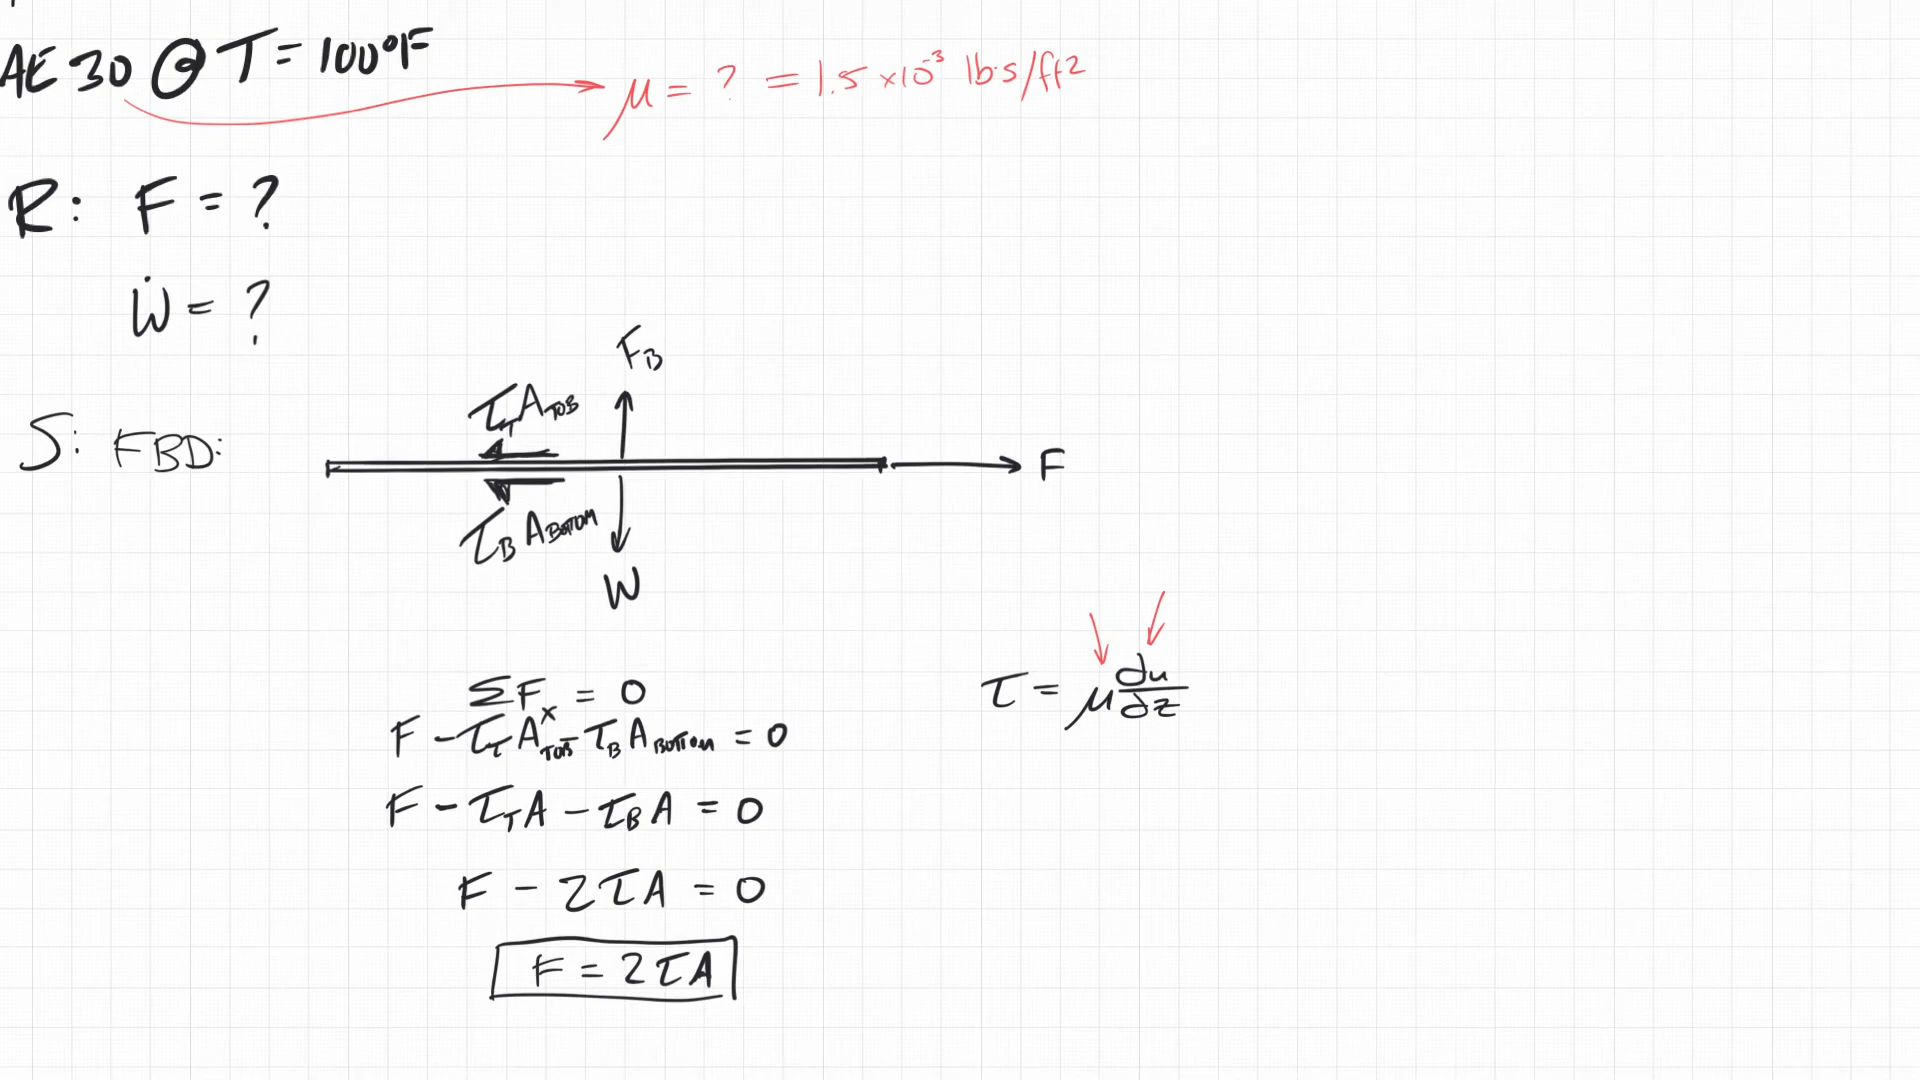 AE 30 @ T = 100°F
μ = ? = 1.5 ×10⁻³ lb·s/ft²
R: F = ?
Ẇ = ?
F_B
τ_T A_TOP
S: FBD:
F
τ_B A_BOTTOM
W
ΣF_x = 0
F - τ_T A_TOP - τ_B A_BOTTOM = 0
τ = μ du/dz
F - τ_T A - τ_B A = 0
F - 2τA = 0
F = 2τA